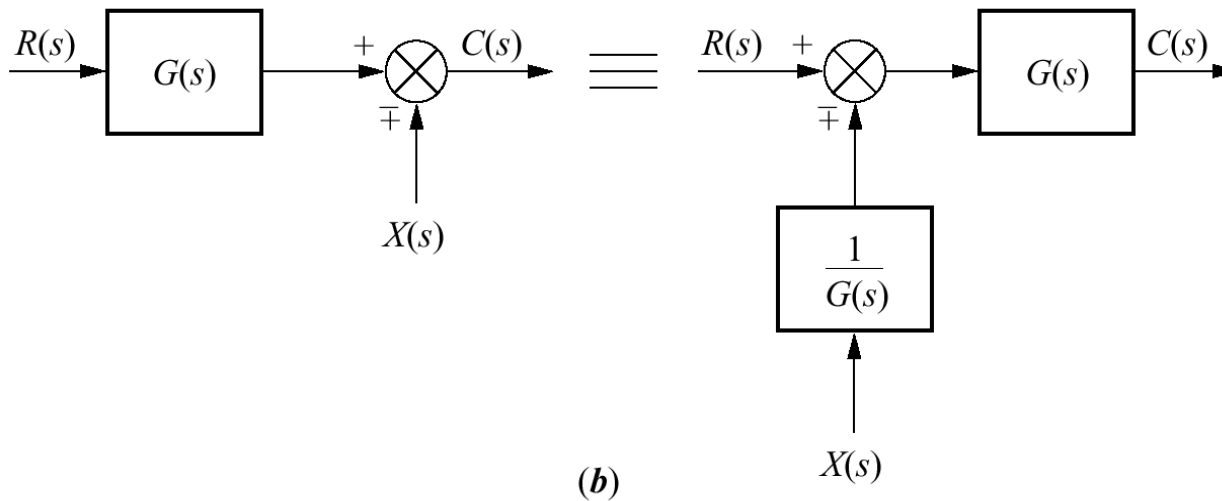 R(s) G(s) + ∓ C(s) X(s)
R(s) + ∓ G(s) C(s)
1
G(s)
X(s)
(b)